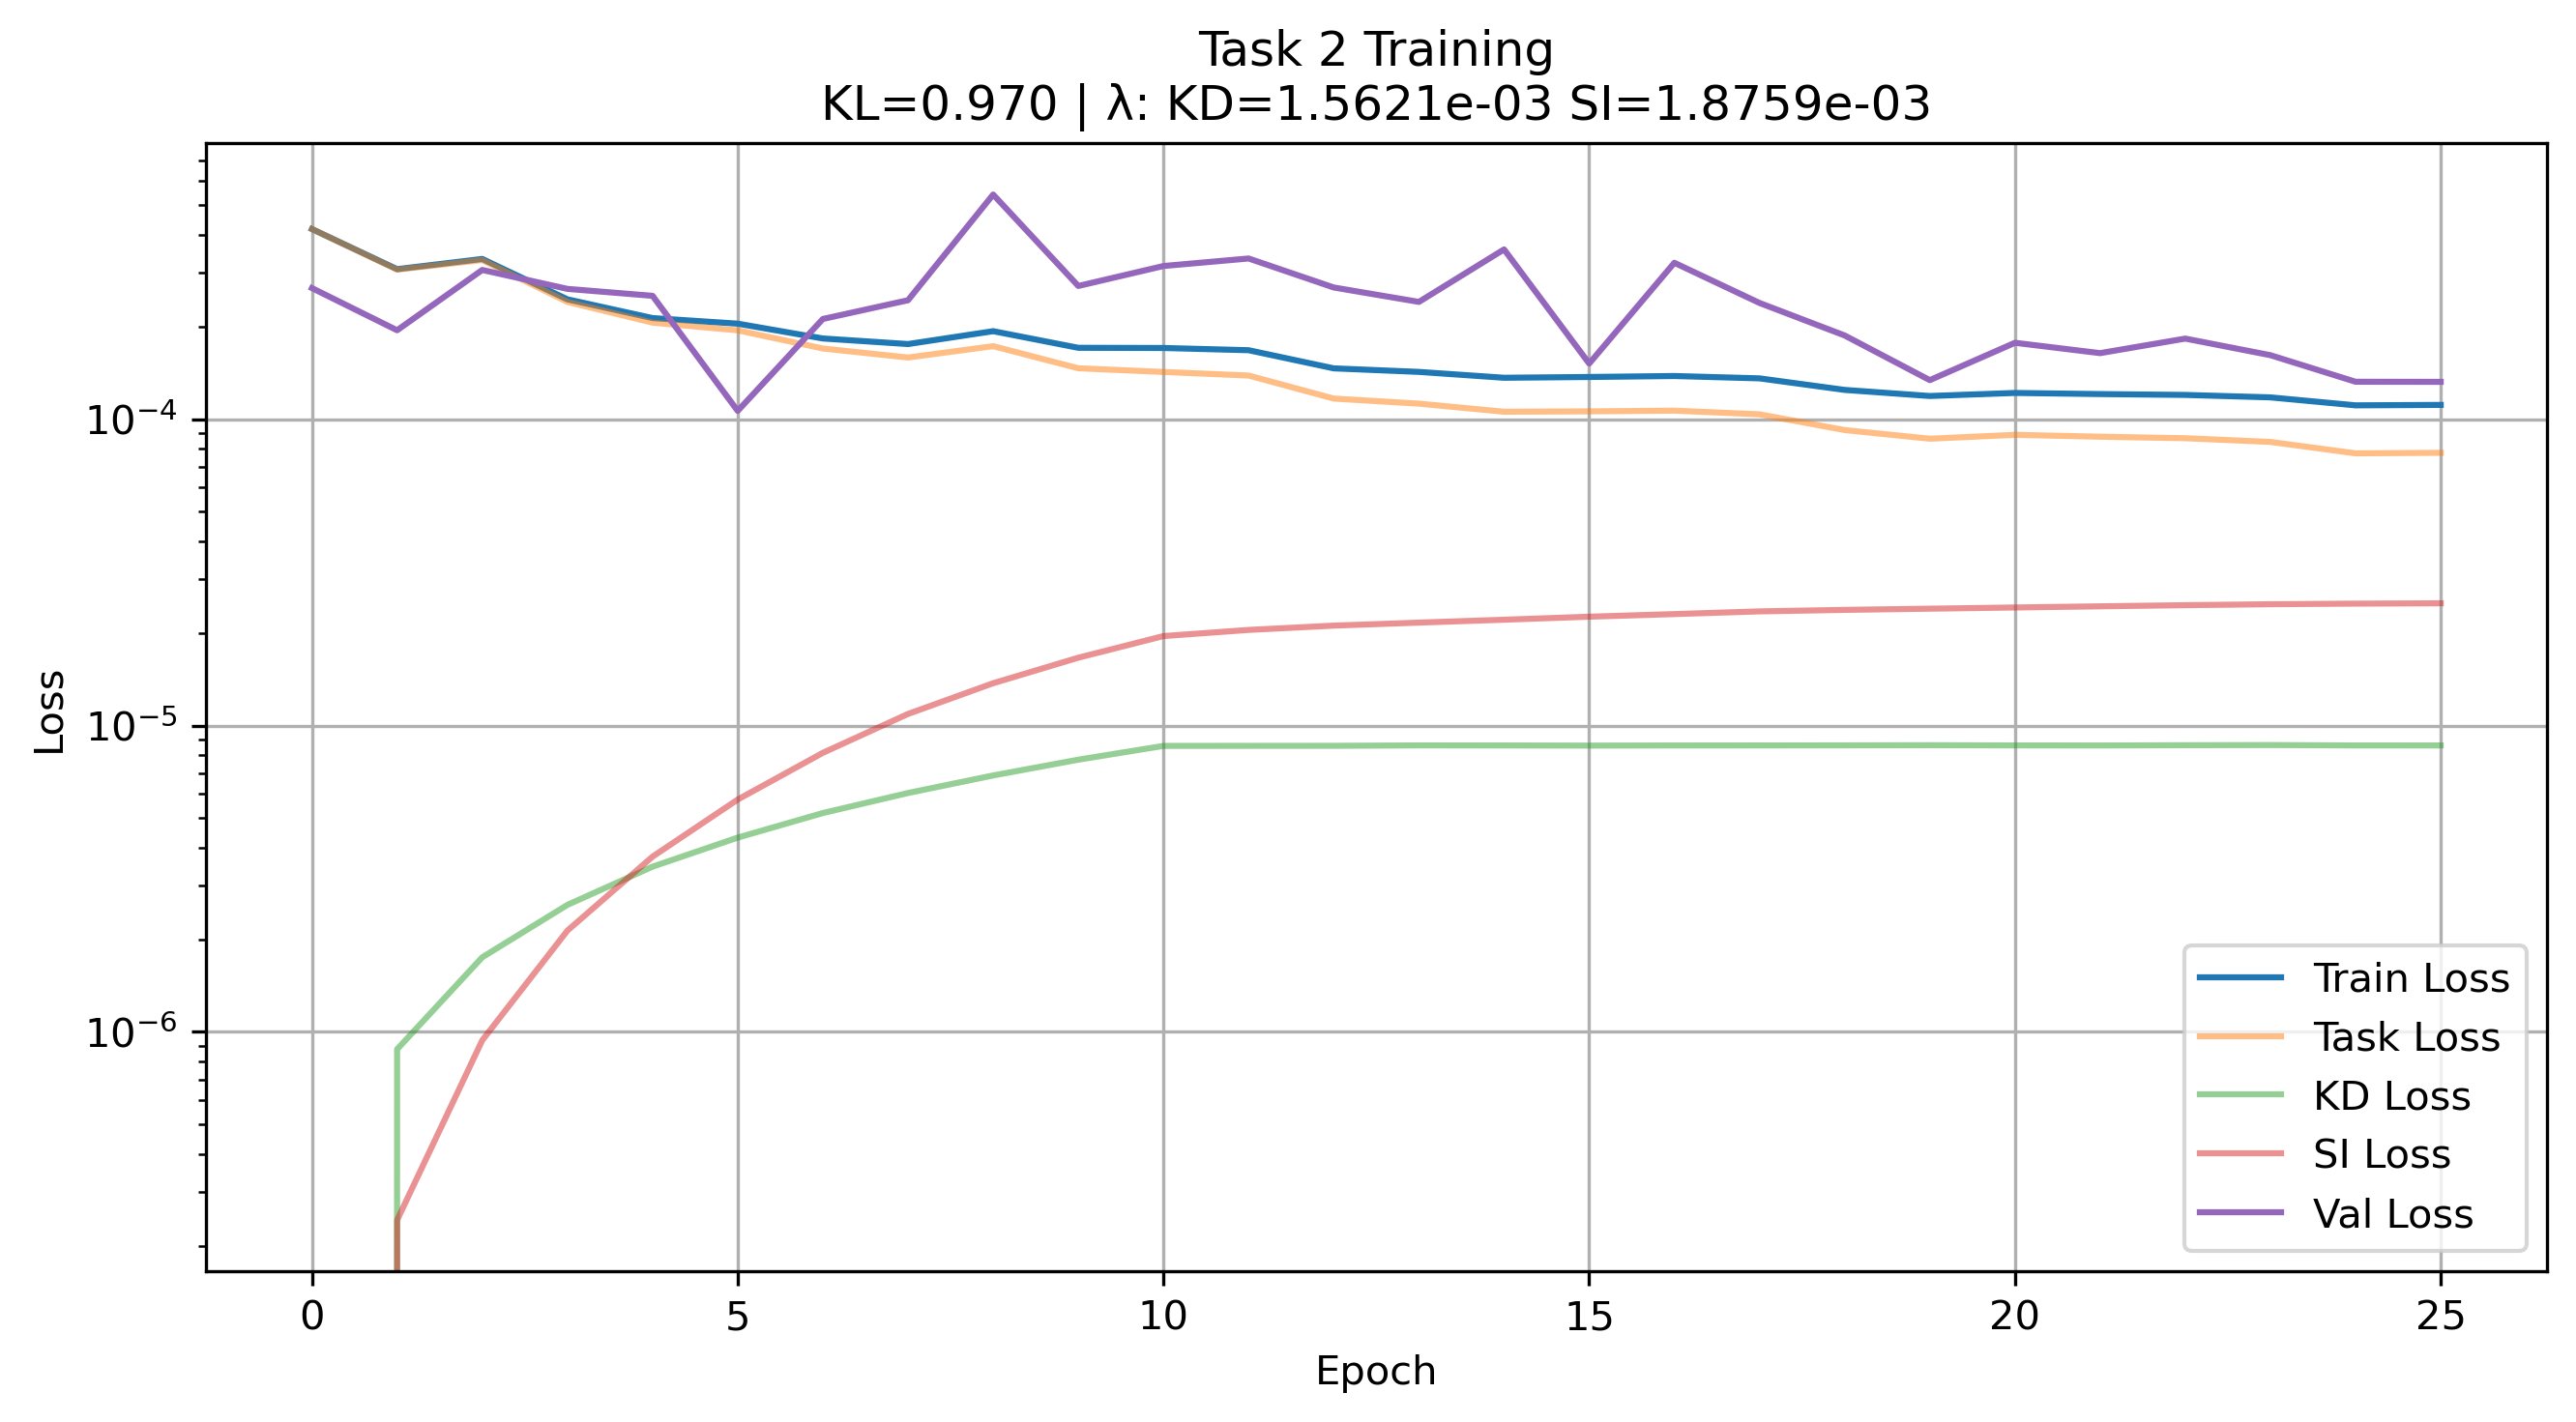 Task 2 Training
KL=0.970 | λ: KD=1.5621e-03 SI=1.8759e-03
Loss
10⁻⁴
10⁻⁵
10⁻⁶
0 5 10 15 20 25
Epoch
Train Loss
Task Loss
KD Loss
SI Loss
Val Loss